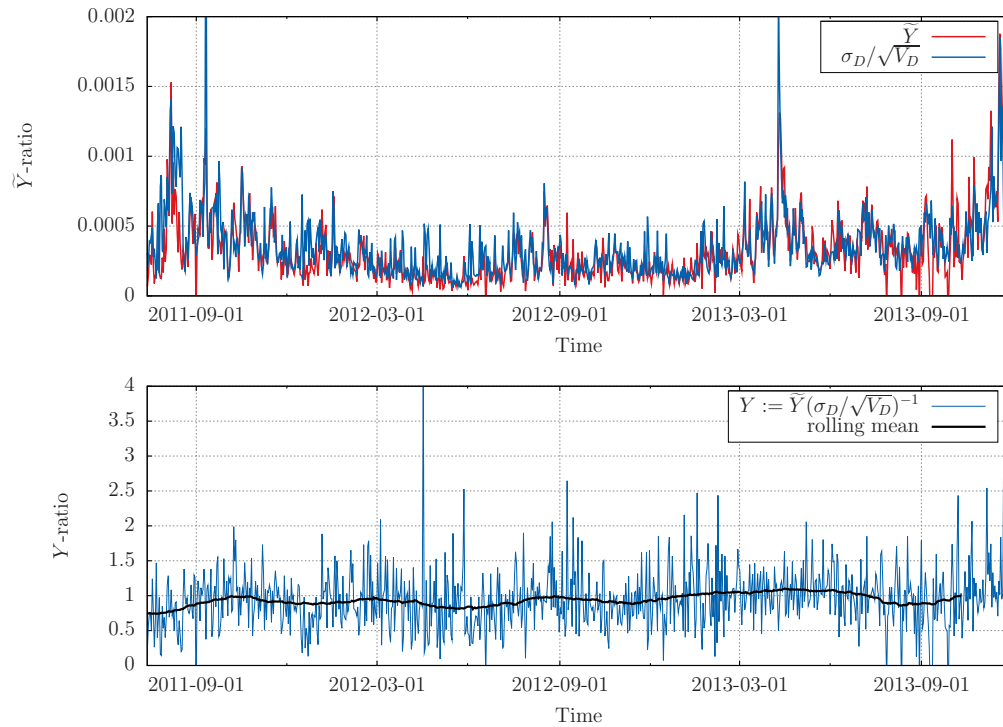 0.002
0.0015
0.001
0.0005
0
Ỹ-ratio
Ỹ
σ_D/√V_D
2011-09-01 2012-03-01 2012-09-01 2013-03-01 2013-09-01
Time
4
3.5
3
2.5
2
1.5
1
0.5
0
Y-ratio
Y := Ỹ(σ_D/√V_D)⁻¹
rolling mean
2011-09-01 2012-03-01 2012-09-01 2013-03-01 2013-09-01
Time